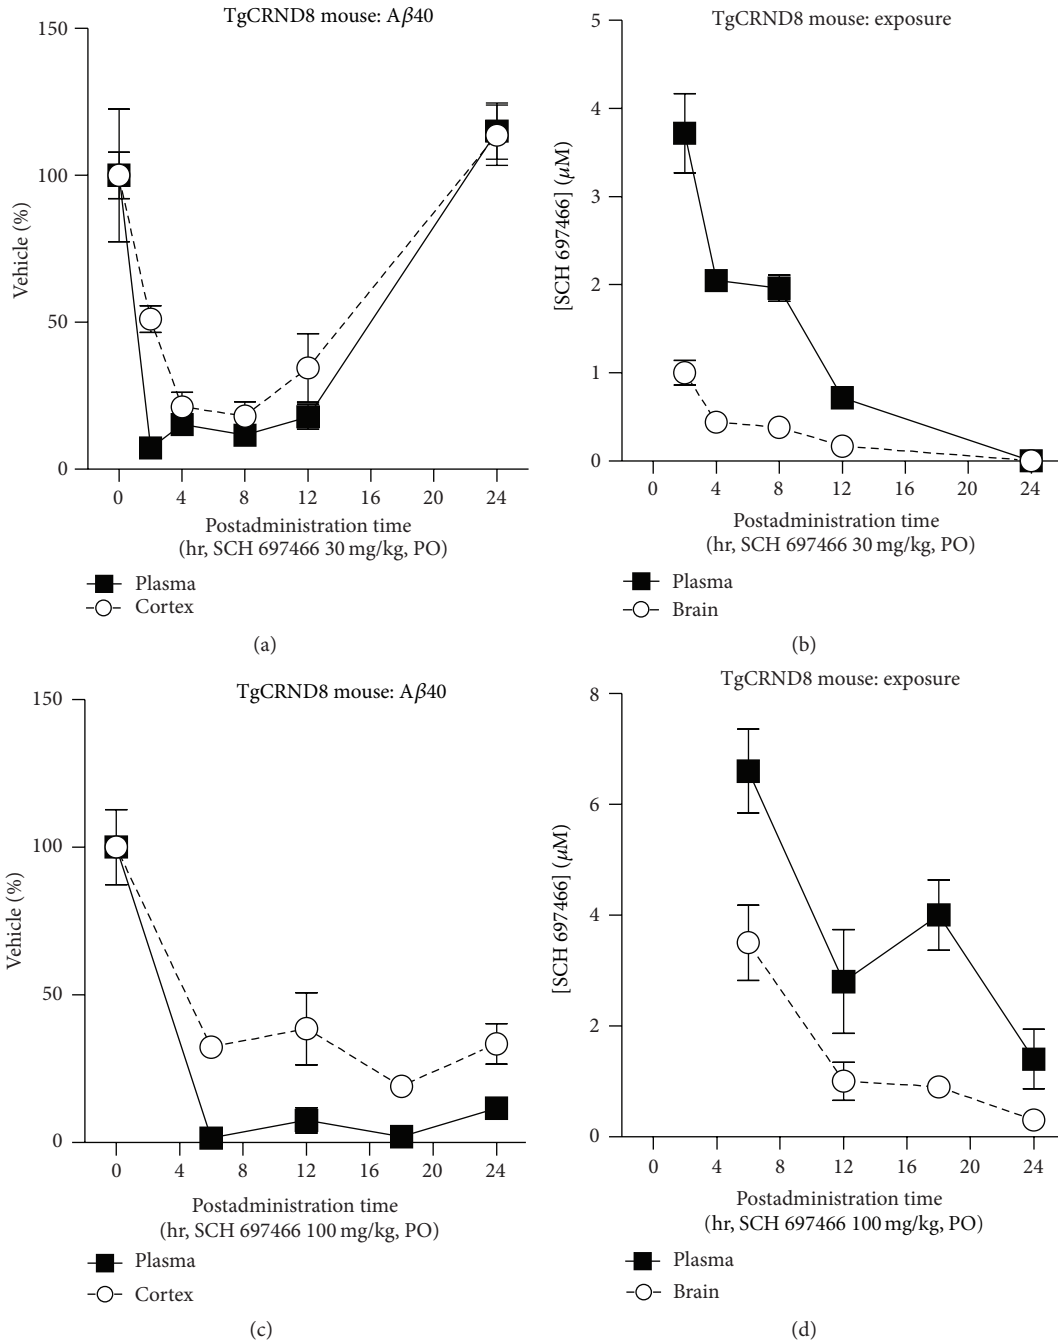 TgCRND8 mouse: Aβ40
150
100
50
0
Vehicle (%)
0 4 8 12 16 20 24
Postadministration time
(hr, SCH 697466 30 mg/kg, PO)
Plasma
Cortex
(a)
TgCRND8 mouse: exposure
5
4
3
2
1
0
[SCH 697466] (μM)
0 4 8 12 16 20 24
Postadministration time
(hr, SCH 697466 30 mg/kg, PO)
Plasma
Brain
(b)
TgCRND8 mouse: Aβ40
150
100
50
0
Vehicle (%)
0 4 8 12 16 20 24
Postadministration time
(hr, SCH 697466 100 mg/kg, PO)
Plasma
Cortex
(c)
TgCRND8 mouse: exposure
8
6
4
2
0
[SCH 697466] (μM)
0 4 8 12 16 20 24
Postadministration time
(hr, SCH 697466 100 mg/kg, PO)
Plasma
Brain
(d)